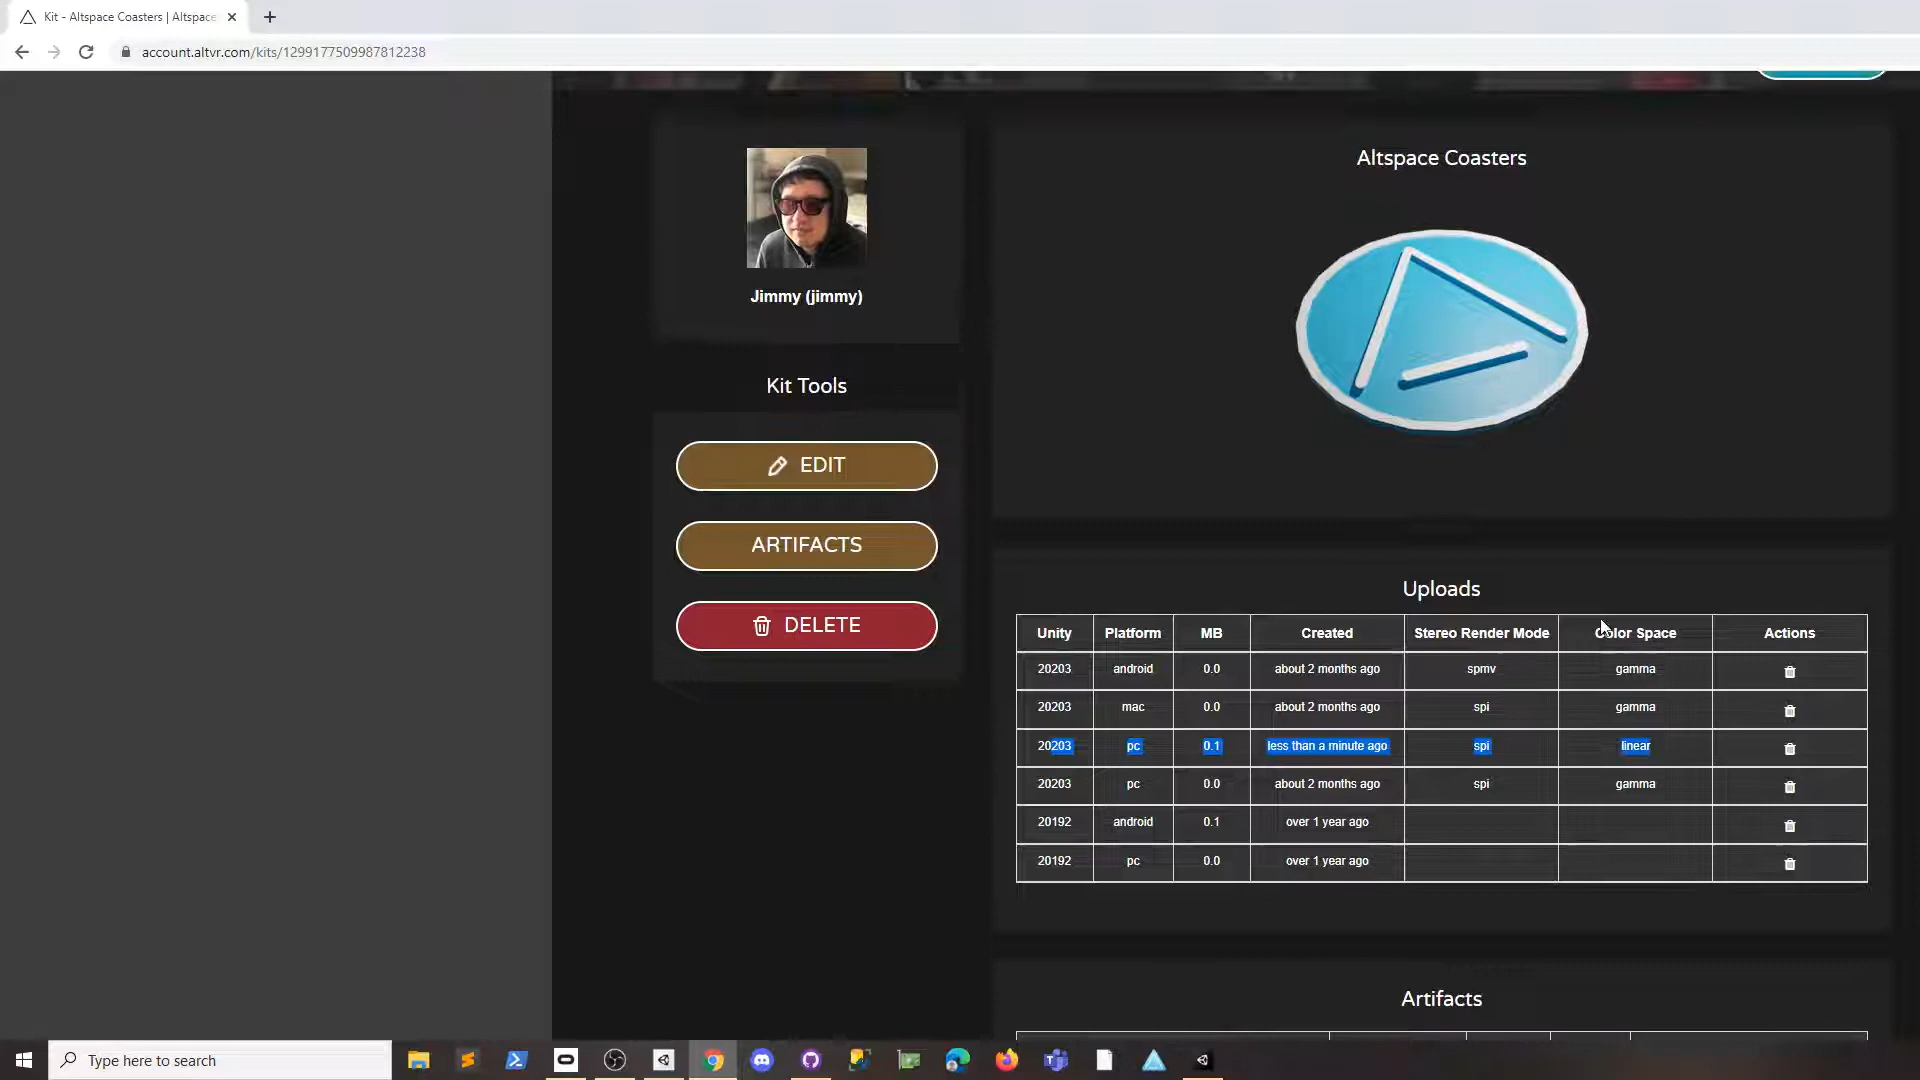 Kit - Altspace Coasters | Altspace
account.altvr.com/kits/1299177509987812238
Jimmy (jimmy)
Kit Tools
EDIT
ARTIFACTS
DELETE
Altspace Coasters
Uploads
Unity Platform MB Created Stereo Render Mode Color Space Actions
20203 android 0.0 about 2 months ago spmv gamma
20203 mac 0.0 about 2 months ago spi gamma
20203 pc 0.1 less than a minute ago spi linear
20203 pc 0.0 about 2 months ago spi gamma
20192 android 0.1 over 1 year ago
20192 pc 0.0 over 1 year ago
Artifacts
Type here to search